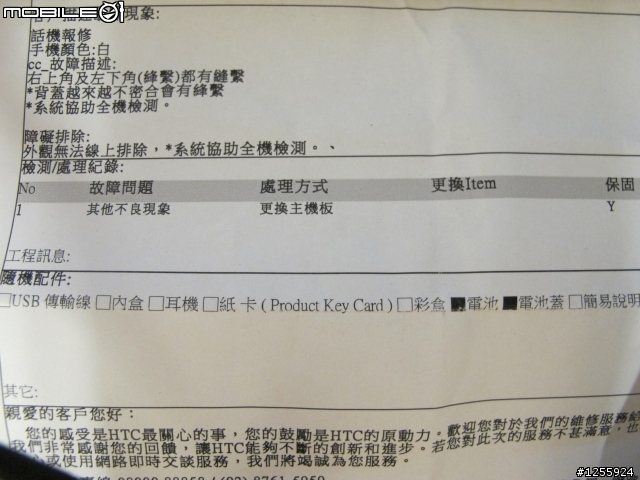 MOBILE01
描述現象:
話機報修
手機顏色:白
cc_故障描述:
右上角及左下角(綘繫)都有縫繫
*背蓋越來越不密合會有綘繫
*系統協助全機檢測。
障礙排除:
外觀無法線上排除,*系統協助全機檢測。、
檢測/處理紀錄:
No 故障問題 處理方式 更換Item 保固
1 其他不良現象 更換主機板 Y
工程訊息:
隨機配件:
□USB 傳輸線 □內盒 □耳機 □紙 卡 ( Product Key Card ) □彩盒 ■電池 ■電池蓋 □簡易說明
其它:
親愛的客戶您好:
您的感受是HTC最關心的事,您的鼓勵是HTC的原動力。歡迎您對於我們的維修服務給
我們非常感謝您的回饋,讓HTC能夠不斷的創新和進步。若您對此次的服務不甚滿意,也
心或使用網路即時交談服務,我們將竭誠為您服務。
#1255924